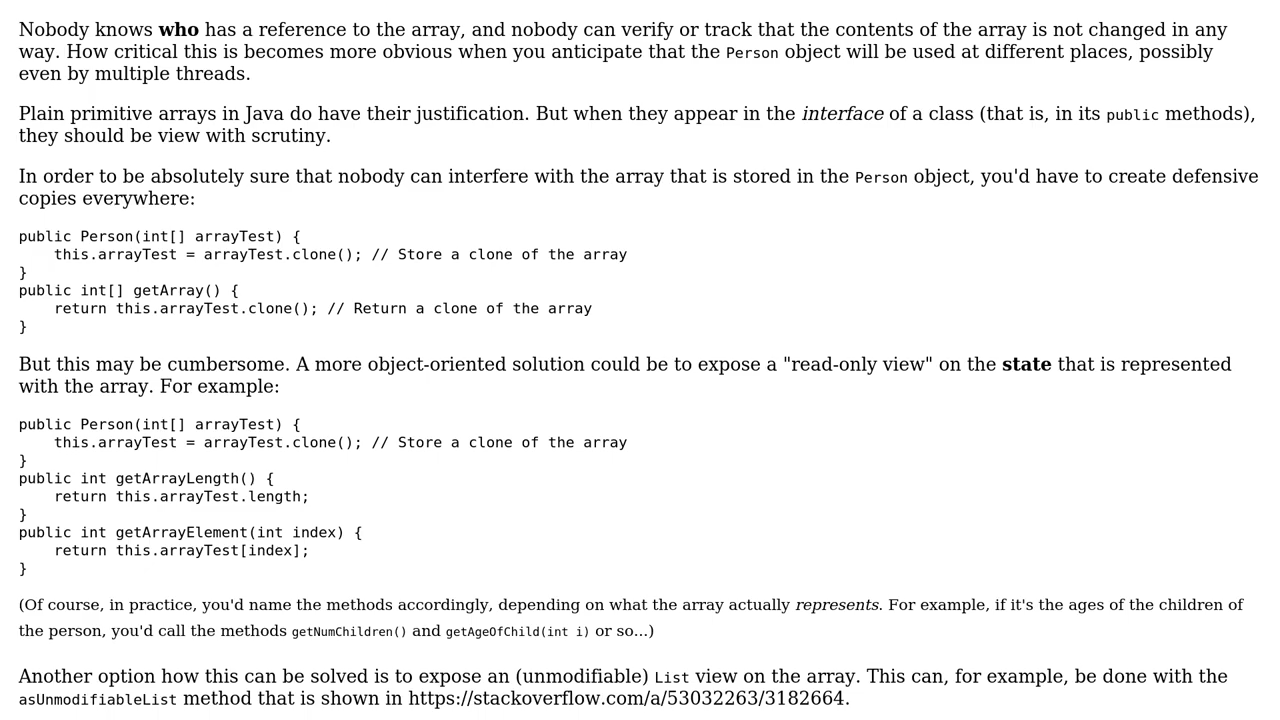 Nobody knows who has a reference to the array, and nobody can verify or track that the contents of the array is not changed in any
way. How critical this is becomes more obvious when you anticipate that the Person object will be used at different places, possibly
even by multiple threads.
Plain primitive arrays in Java do have their justification. But when they appear in the interface of a class (that is, in its public methods),
they should be view with scrutiny.
In order to be absolutely sure that nobody can interfere with the array that is stored in the Person object, you'd have to create defensive
copies everywhere:
public Person(int[] arrayTest) {
    this.arrayTest = arrayTest.clone(); // Store a clone of the array
}
public int[] getArray() {
    return this.arrayTest.clone(); // Return a clone of the array
}
But this may be cumbersome. A more object-oriented solution could be to expose a "read-only view" on the state that is represented
with the array. For example:
public Person(int[] arrayTest) {
    this.arrayTest = arrayTest.clone(); // Store a clone of the array
}
public int getArrayLength() {
    return this.arrayTest.length;
}
public int getArrayElement(int index) {
    return this.arrayTest[index];
}
(Of course, in practice, you'd name the methods accordingly, depending on what the array actually represents. For example, if it's the ages of the children of
the person, you'd call the methods getNumChildren() and getAgeOfChild(int i) or so...)
Another option how this can be solved is to expose an (unmodifiable) List view on the array. This can, for example, be done with the
asUnmodifiableList method that is shown in https://stackoverflow.com/a/53032263/3182664.